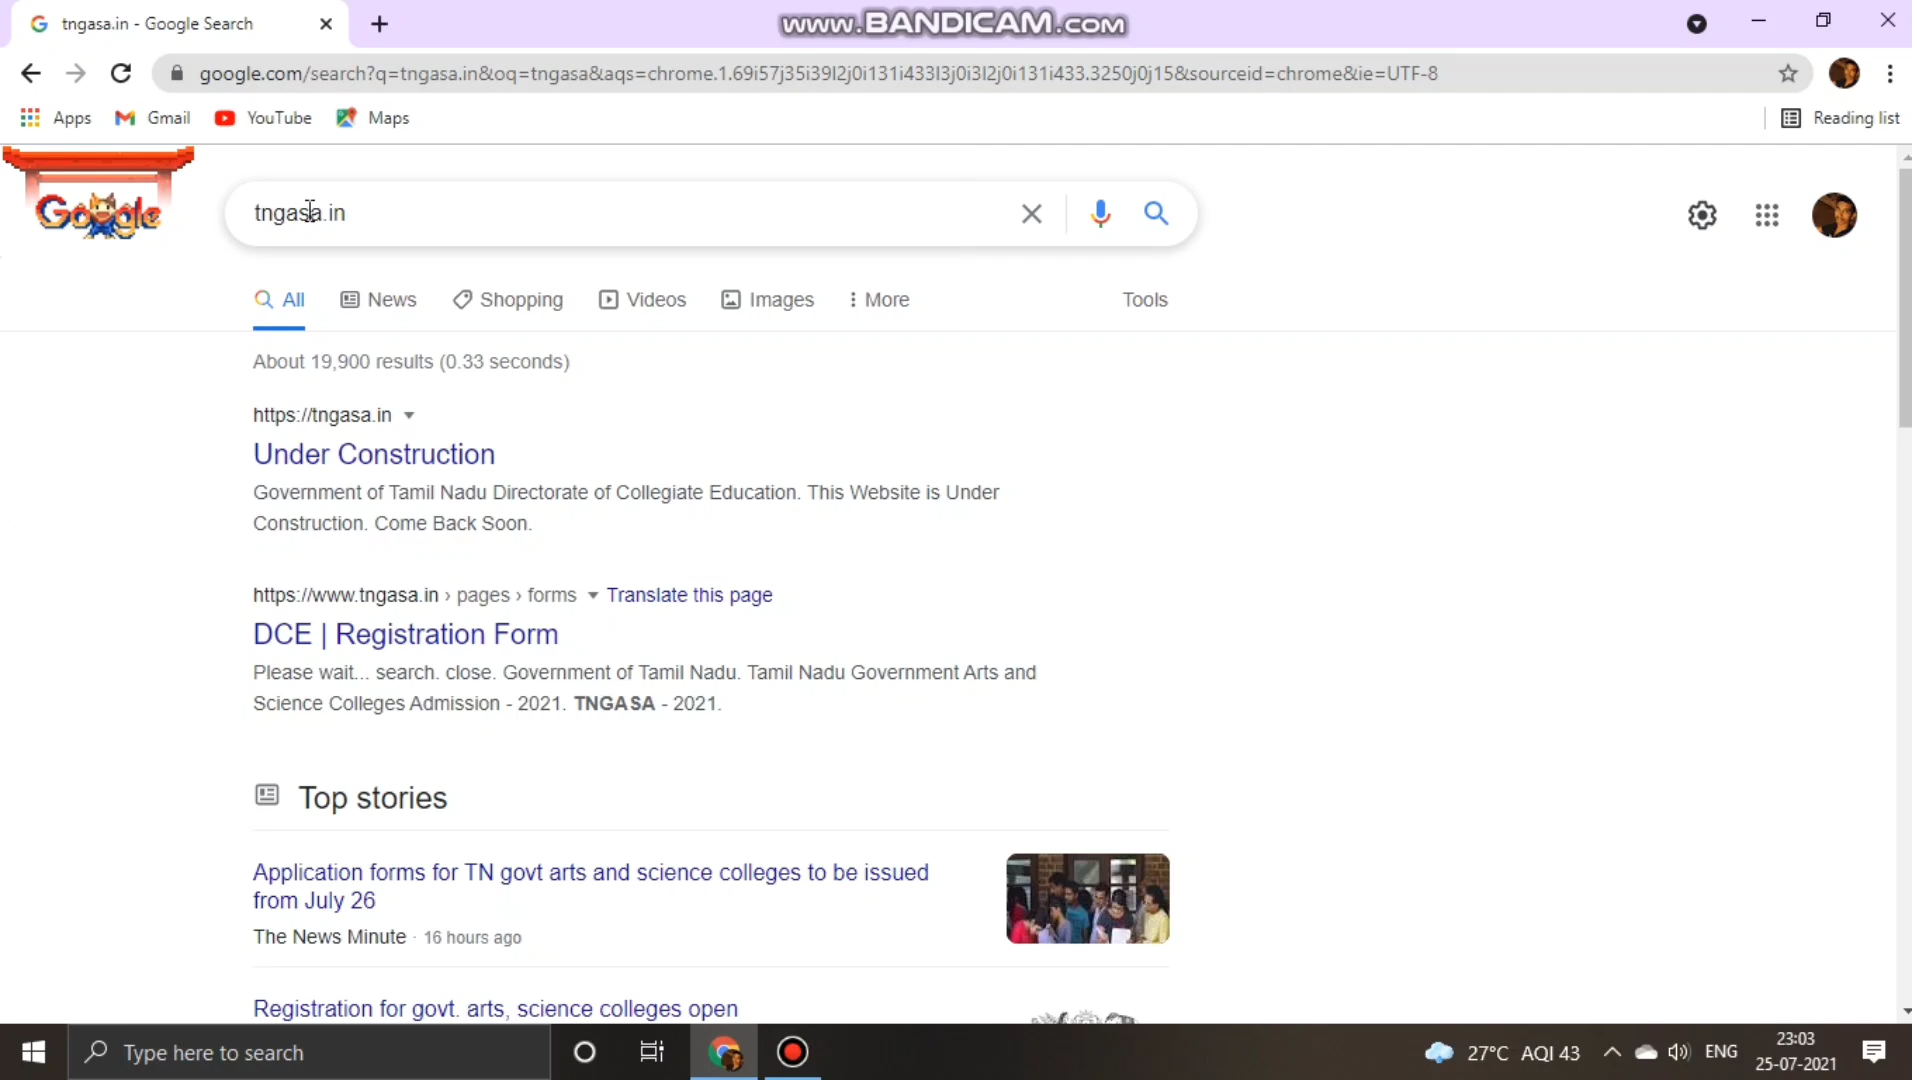 tngasa.in - Google Search
www.BANDICAM.com
google.com/search?q=tngasa.in&oq=tngasa&aqs=chrome.1.69i57j35i39l2j0i131i433l3j0i3l2j0i131i433.3250j0j15&sourceid=chrome&ie=UTF-8
Apps Gmail YouTube Maps Reading list
Google
tngasa.in
All News Shopping Videos Images More Tools
About 19,900 results (0.33 seconds)
https://tngasa.in
Under Construction
Government of Tamil Nadu Directorate of Collegiate Education. This Website is Under
Construction. Come Back Soon.
https://www.tngasa.in › pages › forms Translate this page
DCE | Registration Form
Please wait... search. close. Government of Tamil Nadu. Tamil Nadu Government Arts and
Science Colleges Admission - 2021. TNGASA - 2021.
Top stories
Application forms for TN govt arts and science colleges to be issued
from July 26
The News Minute · 16 hours ago
Registration for govt. arts, science colleges open
Type here to search
27°C AQI 43
ENG
23:03
25-07-2021